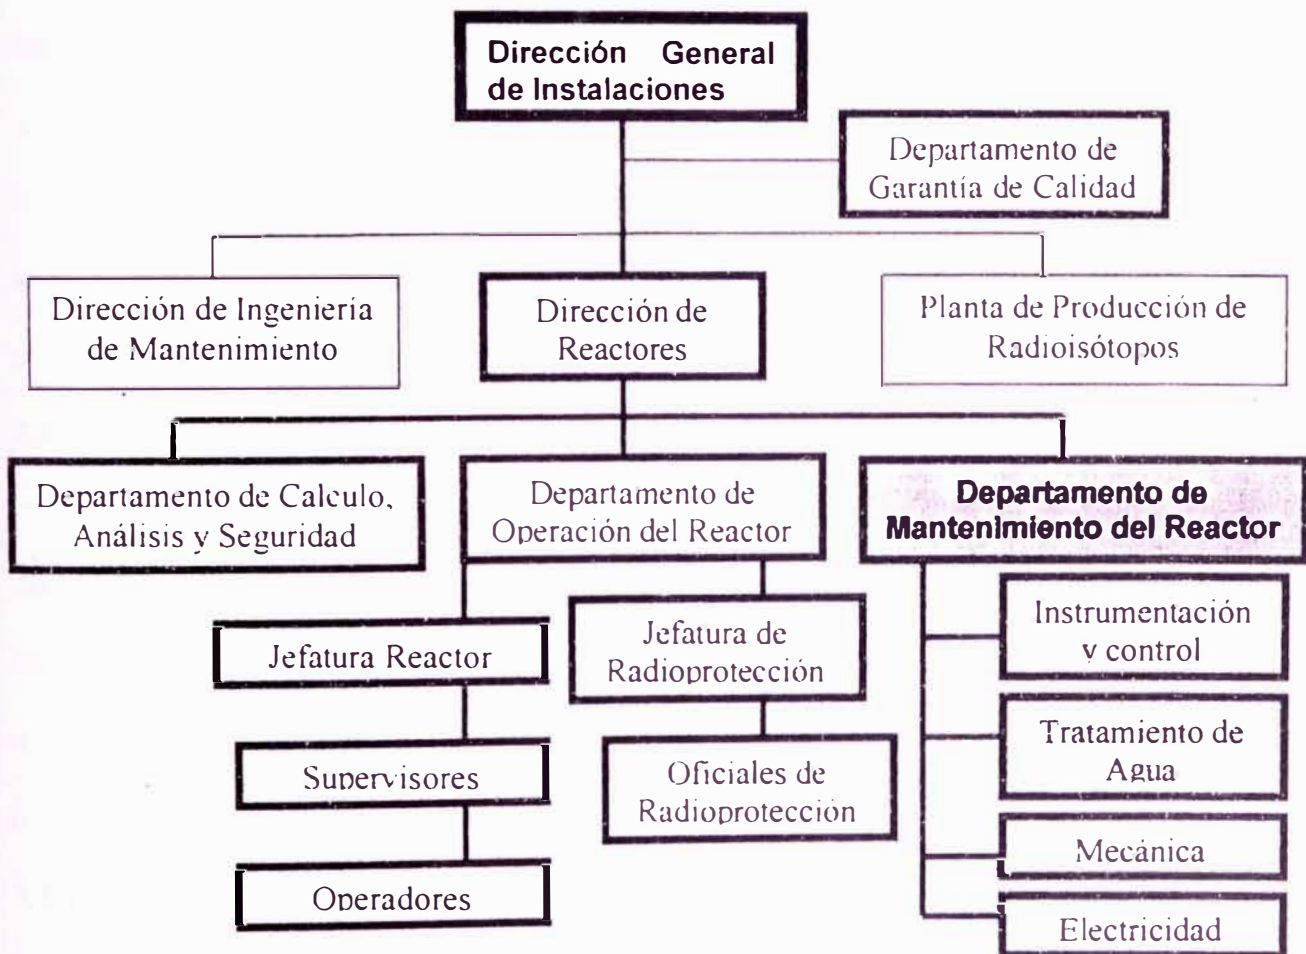 Dirección General
de Instalaciones
Departamento de
Garantía de Calidad
Dirección de Ingeniería
de Mantenimiento
Dirección de
Reactores
Planta de Producción de
Radioisótopos
Departamento de Calculo,
Análisis y Seguridad
Departamento de
Operación del Reactor
Departamento de
Mantenimiento del Reactor
Jefatura Reactor
Supervisores
Operadores
Jefatura de
Radioprotección
Oficiales de
Radioprotección
Instrumentación
y control
Tratamiento de
Agua
Mecánica
Electricidad